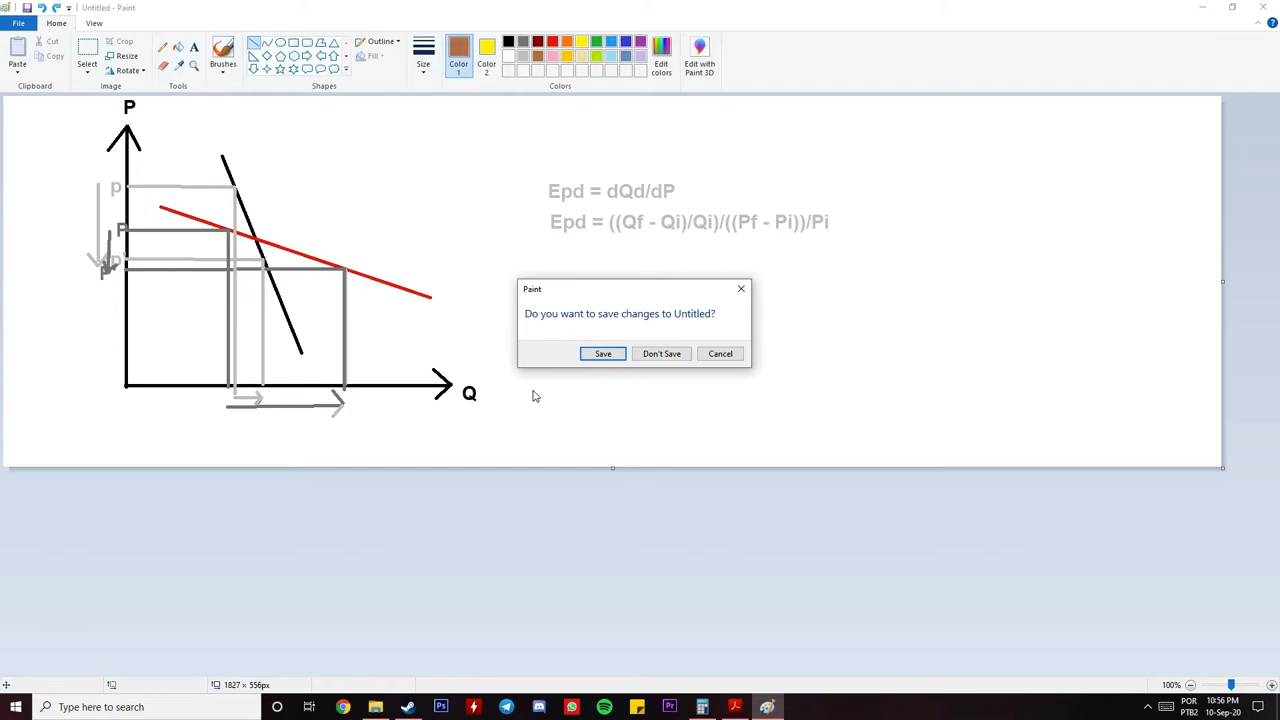 Untitled - Paint
File
Home
View
Paste
Cut
Copy
Clipboard
Select
Crop
Resize
Rotate
Image
A
Tools
Brushes
Outline
Fill
Shapes
Size
Color 1
Color 2
Edit colors
Edit with Paint 3D
Colors
P
p
P
p
Q
Epd = dQd/dP
Epd = ((Qf - Qi)/Qi)/((Pf - Pi))/Pi
Paint
Do you want to save changes to Untitled?
Save
Don't Save
Cancel
1827 × 556px
100%
Type here to search
Ps
Pr
POR
PTB2
10:56 PM
10-Sep-20